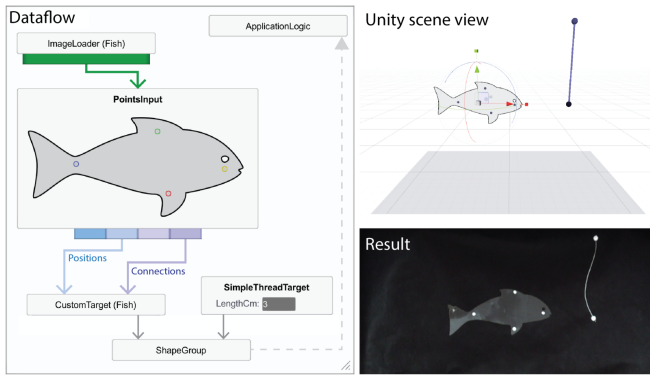 Dataflow
ApplicationLogic
ImageLoader (Fish)
PointsInput
Positions
Connections
CustomTarget (Fish)
SimpleThreadTarget
LengthCm: 3
ShapeGroup
Unity scene view
Result